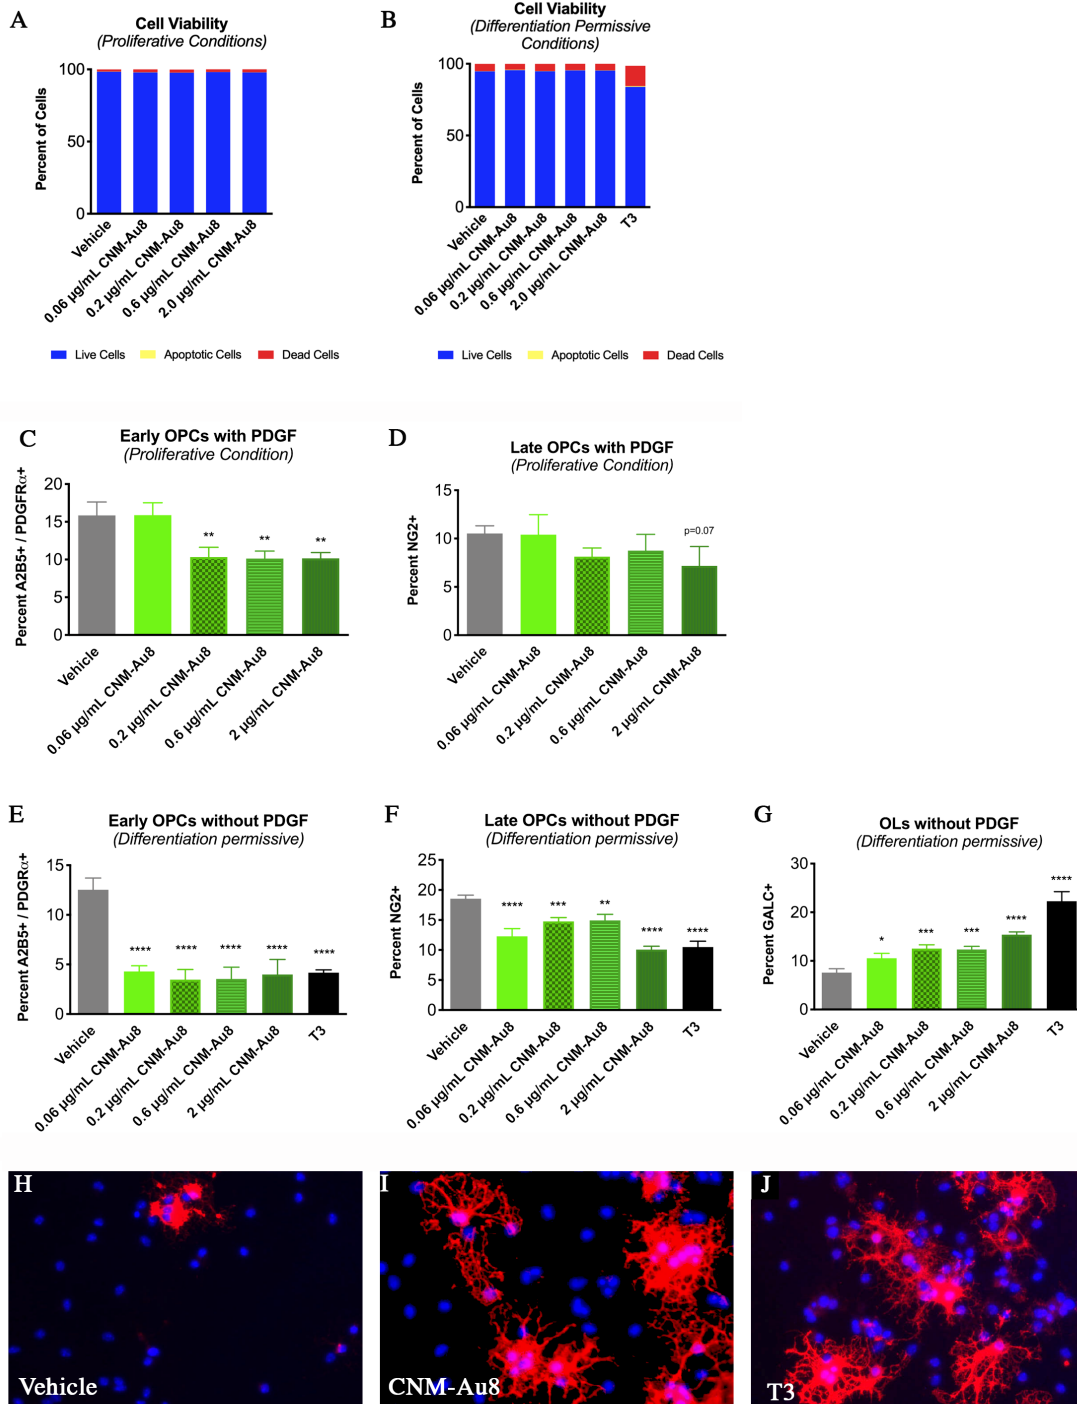 A
Cell Viability
(Proliferative Conditions)
Percent of Cells
100
50
0
Vehicle
0.06 µg/mL CNM-Au8
0.2 µg/mL CNM-Au8
0.6 µg/mL CNM-Au8
2.0 µg/mL CNM-Au8
Live Cells Apoptotic Cells Dead Cells
B
Cell Viability
(Differentiation Permissive
Conditions)
Percent of Cells
100
50
0
Vehicle
0.06 µg/mL CNM-Au8
0.2 µg/mL CNM-Au8
0.6 µg/mL CNM-Au8
2.0 µg/mL CNM-Au8
T3
Live Cells Apoptotic Cells Dead Cells
C
Early OPCs with PDGF
(Proliferative Condition)
Percent A2B5+ / PDGFRα+
20
15
10
5
0
**
**
**
Vehicle
0.06 µg/mL CNM-Au8
0.2 µg/mL CNM-Au8
0.6 µg/mL CNM-Au8
2 µg/mL CNM-Au8
D
Late OPCs with PDGF
(Proliferative Condition)
Percent NG2+
15
10
5
0
p=0.07
Vehicle
0.06 µg/mL CNM-Au8
0.2 µg/mL CNM-Au8
0.6 µg/mL CNM-Au8
2 µg/mL CNM-Au8
E
Early OPCs without PDGF
(Differentiation permissive)
Percent A2B5+ / PDGRα+
15
10
5
0
****
****
****
****
****
Vehicle
0.06 µg/mL CNM-Au8
0.2 µg/mL CNM-Au8
0.6 µg/mL CNM-Au8
2 µg/mL CNM-Au8
T3
F
Late OPCs without PDGF
(Differentiation permissive)
Percent NG2+
25
20
15
10
5
0
****
***
**
****
****
Vehicle
0.06 µg/mL CNM-Au8
0.2 µg/mL CNM-Au8
0.6 µg/mL CNM-Au8
2 µg/mL CNM-Au8
T3
G
OLs without PDGF
(Differentiation permissive)
Percent GALC+
30
20
10
0
*
***
***
****
****
Vehicle
0.06 µg/mL CNM-Au8
0.2 µg/mL CNM-Au8
0.6 µg/mL CNM-Au8
2 µg/mL CNM-Au8
T3
H
Vehicle
I
CNM-Au8
J
T3